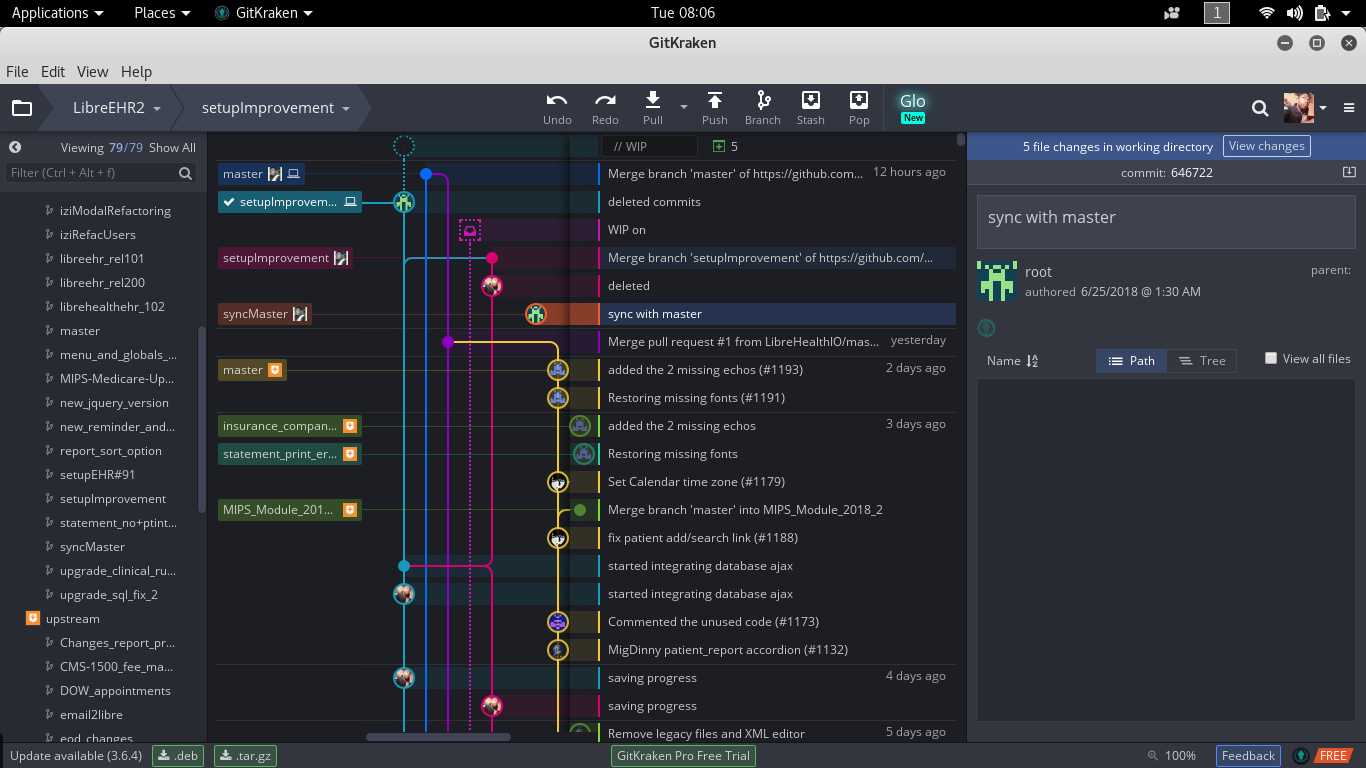 Applications Places GitKraken Tue 08:06 1
GitKraken
File Edit View Help
LibreEHR2 setupImprovement Undo Redo Pull Push Branch Stash Pop Glo New
Viewing 79/79 Show All
Filter (Ctrl + Alt + f)
iziModalRefactoring
iziRefacUsers
libreehr_rel101
libreehr_rel200
librehealthehr_102
master
menu_and_globals_...
MIPS-Medicare-Up...
new_jquery_version
new_reminder_and...
report_sort_option
setupEHR#91
setupImprovement
statement_no+ptint...
syncMaster
upgrade_clinical_ru...
upgrade_sql_fix_2
upstream
Changes_report_pr...
CMS-1500_fee_ma...
DOW_appointments
email2libre
eod_changes
// WIP 5
master Merge branch 'master' of https://github.com... 12 hours ago
setupImprovem... deleted commits
WIP on
setupImprovement Merge branch 'setupImprovement' of https://github.com/...
deleted
syncMaster sync with master
Merge pull request #1 from LibreHealthIO/mas... yesterday
master added the 2 missing echos (#1193) 2 days ago
Restoring missing fonts (#1191)
insurance_compan... added the 2 missing echos 3 days ago
statement_print_er... Restoring missing fonts
Set Calendar time zone (#1179)
MIPS_Module_201... Merge branch 'master' into MIPS_Module_2018_2
fix patient add/search link (#1188)
started integrating database ajax
started integrating database ajax
Commented the unused code (#1173)
MigDinny patient_report accordion (#1132)
saving progress 4 days ago
saving progress
Remove legacy files and XML editor 5 days ago
5 file changes in working directory View changes
commit: 646722
sync with master
root parent:
authored 6/25/2018 @ 1:30 AM
Name Path Tree View all files
Update available (3.6.4) .deb .tar.gz GitKraken Pro Free Trial 100% Feedback FREE